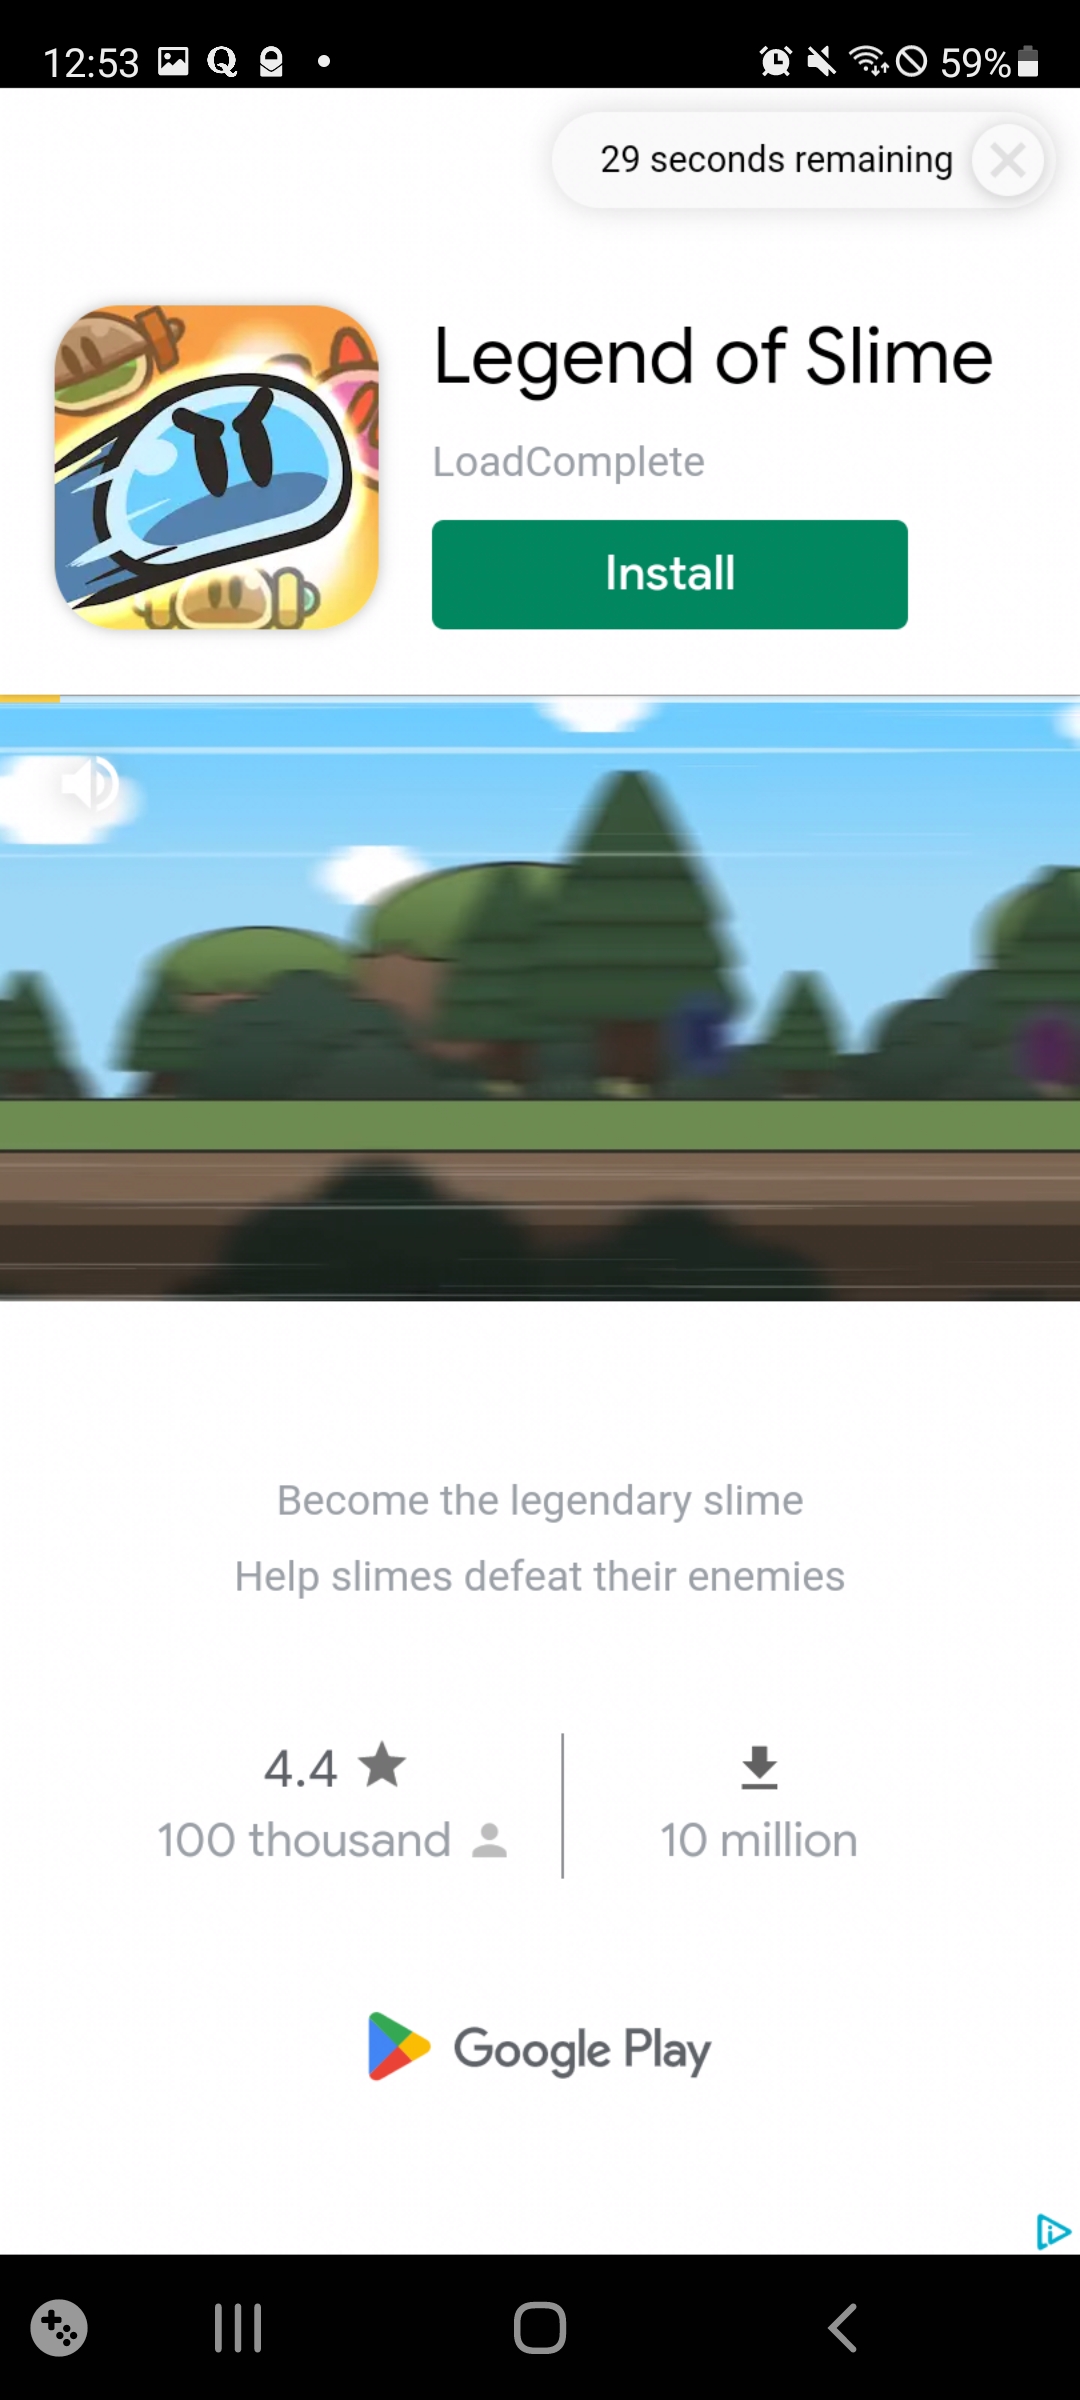 12:53
59%
29 seconds remaining
Legend of Slime
LoadComplete
Install
Become the legendary slime
Help slimes defeat their enemies
4.4
100 thousand
10 million
Google Play